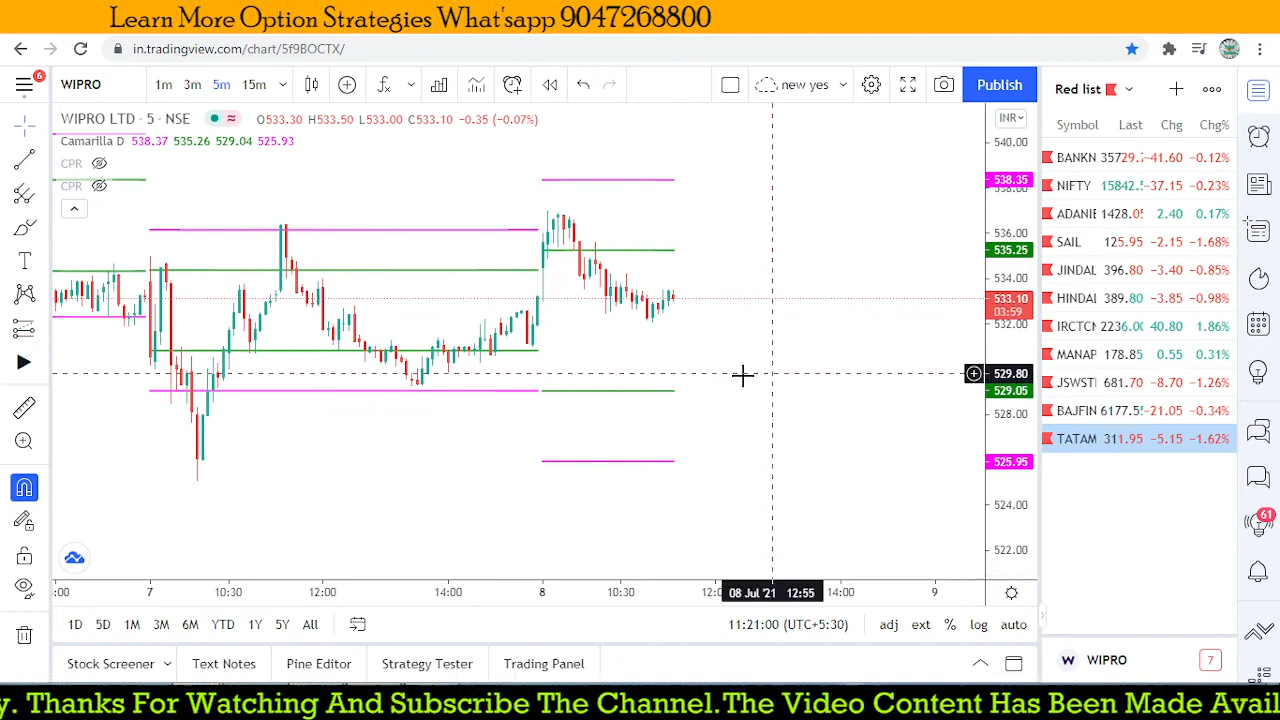 Learn More Option Strategies What'sapp 9047268800
in.tradingview.com/chart/5f9BOCTX/
6
WIPRO 1m 3m 5m 15m new yes Publish
Red list
WIPRO LTD · 5 · NSE O533.30 H533.50 L533.00 C533.10 −0.35 (−0.07%)
INR
Symbol Last Chg Chg%
Camarilla D 538.37 535.26 529.04 525.93
CPR
CPR
540.00
538.35
538.00
536.00
535.25
534.00
533.10
03:59
532.00
529.80
529.05
528.00
525.95
524.00
522.00
BANKN 35729. -41.60 -0.12%
NIFTY 15842. -37.15 -0.23%
ADANIE 1428.05 2.40 0.17%
SAIL 125.95 -2.15 -1.68%
JINDAL 396.80 -3.40 -0.85%
HINDAL 389.80 -3.85 -0.98%
IRCTC 2236.00 40.80 1.86%
MANAP 178.85 0.55 0.31%
JSWST 681.70 -8.70 -1.26%
BAJFIN 6177.55 -21.05 -0.34%
TATAM 311.95 -5.15 -1.62%
61
:00 7 10:30 12:00 14:00 8 10:30 12: 08 Jul '21 12:55 14:00 9
1D 5D 1M 3M 6M YTD 1Y 5Y All 11:21:00 (UTC+5:30) adj ext % log auto
Stock Screener Text Notes Pine Editor Strategy Tester Trading Panel
W WIPRO 7
y. Thanks For Watching And Subscribe The Channel.The Video Content Has Been Made Avail